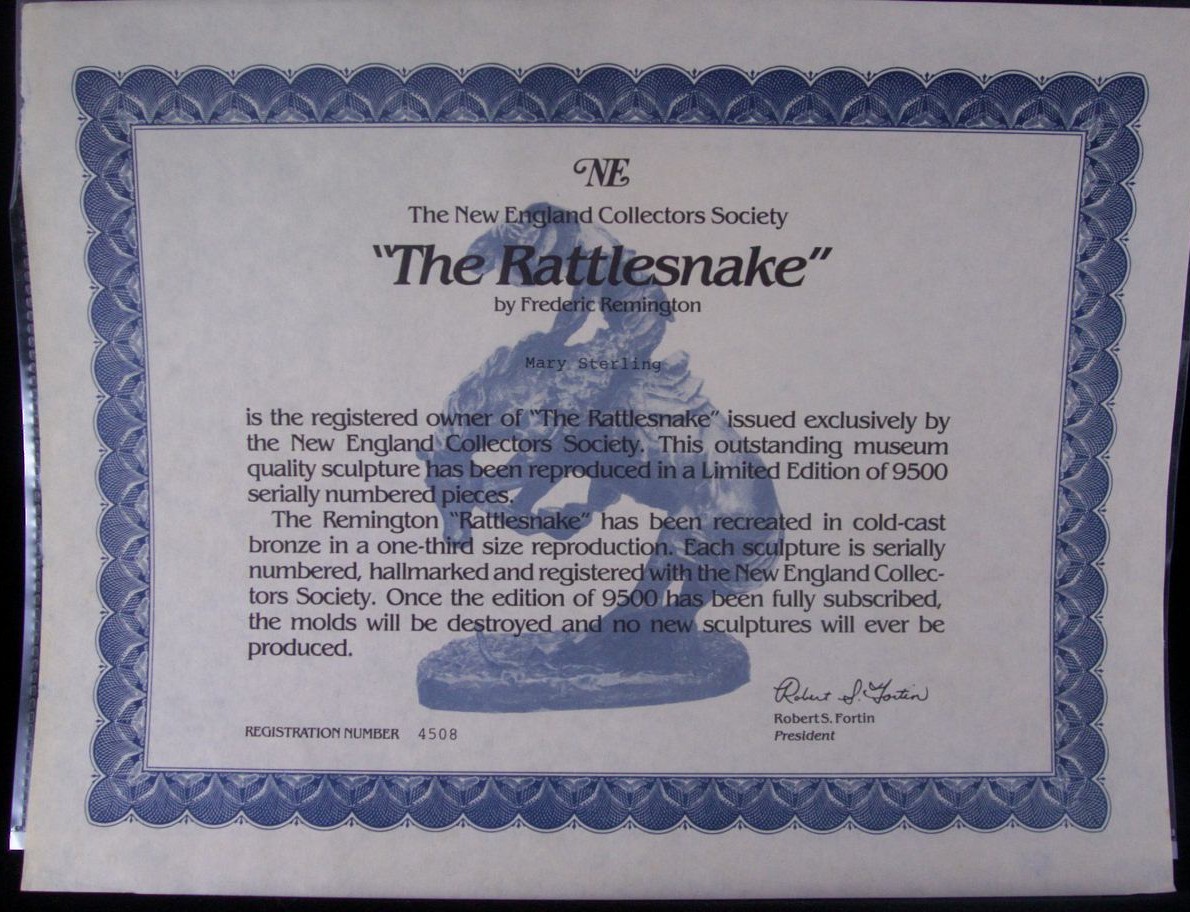 NE
The New England Collectors Society
“The Rattlesnake”
by Frederic Remington
Mary Sterling
is the registered owner of “The Rattlesnake” issued exclusively by
the New England Collectors Society. This outstanding museum
quality sculpture has been reproduced in a Limited Edition of 9500
serially numbered pieces.
The Remington “Rattlesnake” has been recreated in cold-cast
bronze in a one-third size reproduction. Each sculpture is serially
numbered, hallmarked and registered with the New England Collec-
tors Society. Once the edition of 9500 has been fully subscribed,
the molds will be destroyed and no new sculptures will ever be
produced.
Robert S. Fortin
Robert S. Fortin
President
REGISTRATION NUMBER 4508